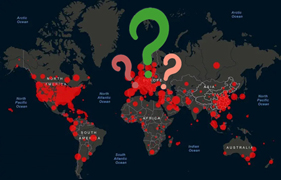 Arctic
Ocean
Arctic
Ocean
NORTH
AMERICA
ASIA
North
Pacific
Ocean
North
Atlantic
Ocean
North
Pacific
Ocean
AFRICA
SOUTH
AMERICA
Indian
Ocean
AUSTRALIA
South
Atlantic
Ocean